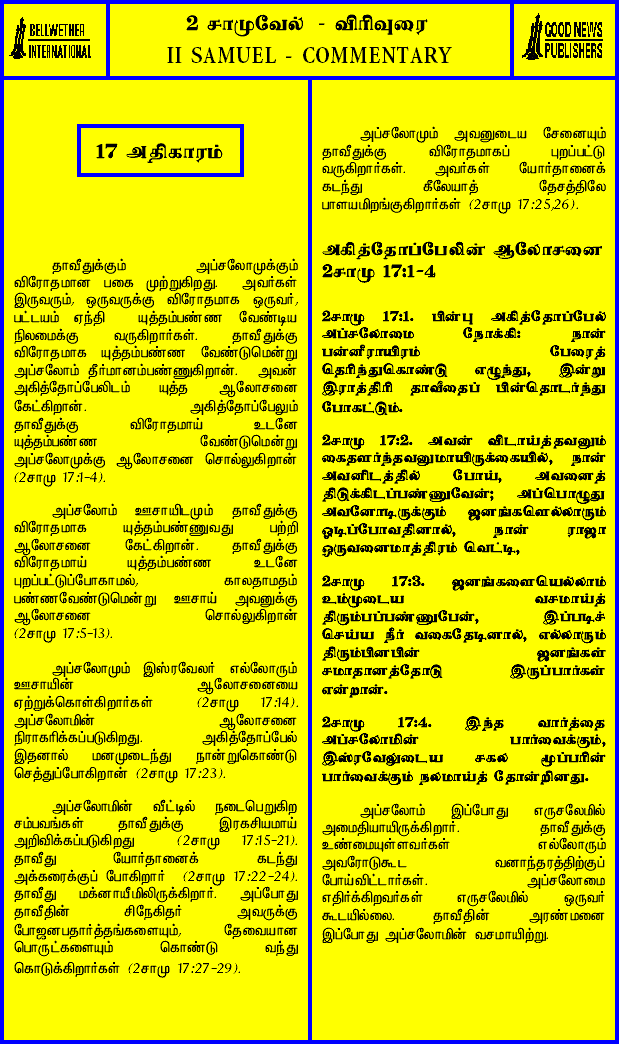 BELLWETHER
INTERNATIONAL
2 சாமுவேல் - விரிவுரை
II SAMUEL - COMMENTARY
GOOD NEWS
PUBLISHERS
17 அதிகாரம்
தாவீதுக்கும் அப்சலோமுக்கும்
விரோதமான பகை முற்றுகிறது. அவர்கள்
இருவரும், ஒருவருக்கு விரோதமாக ஒருவர்,
பட்டயம் ஏந்தி யுத்தம்பண்ண வேண்டிய
நிலமைக்கு வருகிறார்கள். தாவீதுக்கு
விரோதமாக யுத்தம்பண்ண வேண்டுமென்று
அப்சலோம் தீர்மானம்பண்ணுகிறான். அவன்
அகித்தோப்பேலிடம் யுத்த ஆலோசனை
கேட்கிறான். அகித்தோப்பேலும்
தாவீதுக்கு விரோதமாய் உடனே
யுத்தம்பண்ண வேண்டுமென்று
அப்சலோமுக்கு ஆலோசனை சொல்லுகிறான்
(2சாமு 17:1-4).
அப்சலோம் ஊசாயிடமும் தாவீதுக்கு
விரோதமாக யுத்தம்பண்ணுவது பற்றி
ஆலோசனை கேட்கிறான். தாவீதுக்கு
விரோதமாய் யுத்தம்பண்ண உடனே
புறப்பட்டுப்போகாமல், காலதாமதம்
பண்ணவேண்டுமென்று ஊசாய் அவனுக்கு
ஆலோசனை சொல்லுகிறான்
(2சாமு 17:5-13).
அப்சலோமும் இஸ்ரவேலர் எல்லோரும்
ஊசாயின் ஆலோசனையை
ஏற்றுக்கொள்கிறார்கள் (2சாமு 17:14).
அப்சலோமின் ஆலோசனை
நிராகரிக்கப்படுகிறது. அகித்தோப்பேல்
இதனால் மனமுடைந்து நான்றுகொண்டு
செத்துப்போகிறான் (2சாமு 17:23).
அப்சலோமின் வீட்டில் நடைபெறுகிற
சம்பவங்கள் தாவீதுக்கு இரகசியமாய்
அறிவிக்கப்படுகிறது (2சாமு 17:15-21).
தாவீது யோர்தானைக் கடந்து
அக்கரைக்குப் போகிறார் (2சாமு 17:22-24).
தாவீது மக்னாயீமிலிருக்கிறார். அப்போது
தாவீதின் சிநேகிதர் அவருக்கு
போஜனபதார்த்தங்களையும், தேவையான
பொருட்களையும் கொண்டு வந்து
கொடுக்கிறார்கள் (2சாமு 17:27-29).
அப்சலோமும் அவனுடைய சேனையும்
தாவீதுக்கு விரோதமாகப் புறப்பட்டு
வருகிறார்கள். அவர்கள் யோர்தானைக்
கடந்து கீலேயாத் தேசத்திலே
பாளயமிறங்குகிறார்கள் (2சாமு 17:25,26).
அகித்தோப்பேலின் ஆலோசனை
2சாமு 17:1-4
2சாமு 17:1. பின்பு அகித்தோப்பேல்
அப்சலோமை நோக்கி: நான்
பன்னீராயிரம் பேரைத்
தெரிந்துகொண்டு எழுந்து, இன்று
இராத்திரி தாவீதைப் பின்தொடர்ந்து
போகட்டும்.
2சாமு 17:2. அவன் விடாய்த்தவனும்
கைதளர்ந்தவனுமாயிருக்கையில், நான்
அவனிடத்தில் போய், அவனைத்
திடுக்கிடப்பண்ணுவேன்; அப்பொழுது
அவனோடிருக்கும் ஜனங்களெல்லாரும்
ஓடிப்போவதினால், நான் ராஜா
ஒருவனைமாத்திரம் வெட்டி,
2சாமு 17:3. ஜனங்களையெல்லாம்
உம்முடைய வசமாய்த்
திரும்பப்பண்ணுபேன், இப்படிச்
செய்ய நீர் வகைதேடினால், எல்லாரும்
திரும்பினபின் ஜனங்கள்
சமாதானத்தோடு இருப்பார்கள்
என்றான்.
2சாமு 17:4. இந்த வார்த்தை
அப்சலோமின் பார்வைக்கும்,
இஸ்ரவேலுடைய சகல மூப்பரின்
பார்வைக்கும் நலமாய்த் தோன்றினது.
அப்சலோம் இப்போது எருசலேமில்
அமைதியாயிருக்கிறார். தாவீதுக்கு
உண்மையுள்ளவர்கள் எல்லோரும்
அவரோடுகூட வனாந்தரத்திற்குப்
போய்விட்டார்கள். அப்சலோமை
எதிர்க்கிறவர்கள் எருசலேமில் ஒருவர்
கூடயில்லை. தாவீதின் அரண்மனை
இப்போது அப்சலோமின் வசமாயிற்று.